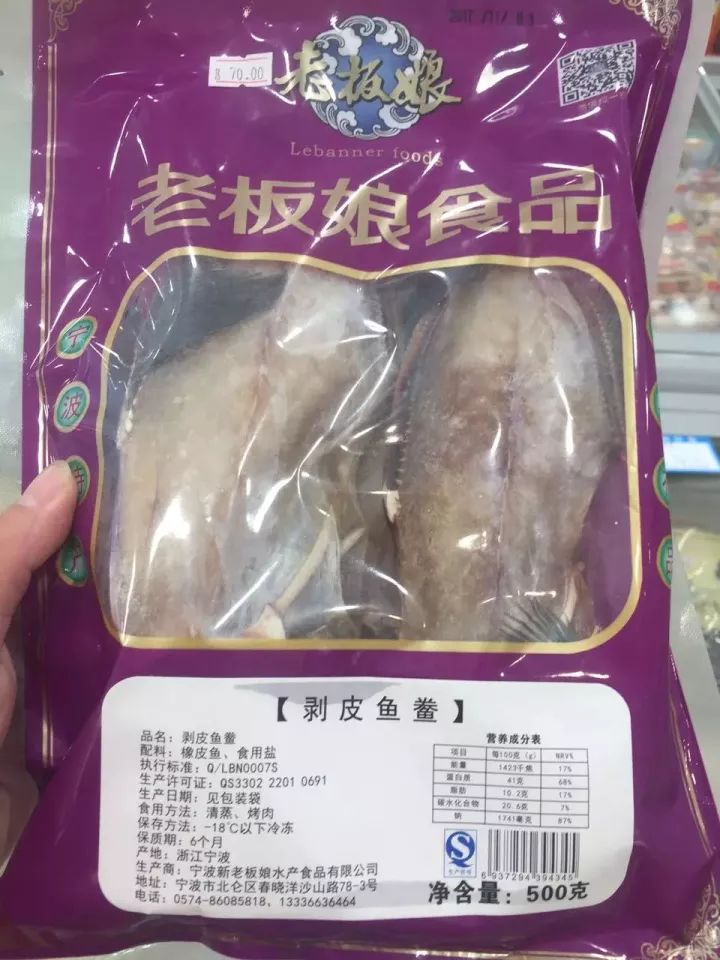 $ 70.00
老板娘
Lebanner foods
老板娘食品
宁
波
【剥皮鱼鲞】
品名：剥皮鱼鲞
配料：橡皮鱼、食用盐
执行标准：Q/LBN0007S
生产许可证：QS3302 2201 0691
生产日期：见包装袋
食用方法：清蒸、烤肉
保存方法：-18℃以下冷冻
保质期：6个月
产地：浙江宁波
生产商：宁波新老板娘水产食品有限公司
地址：宁波市北仑区春晓洋沙山路78-3号
电话：0574-86085818、13336636464
营养成分表
项目 每100克（g） NRV%
能量 1423千焦 17%
蛋白质 41克 68%
脂肪 10.2克 17%
碳水化合物 20.6克 7%
钠 1741毫克 87%
生产许可
6 937294 394345
净含量：500克